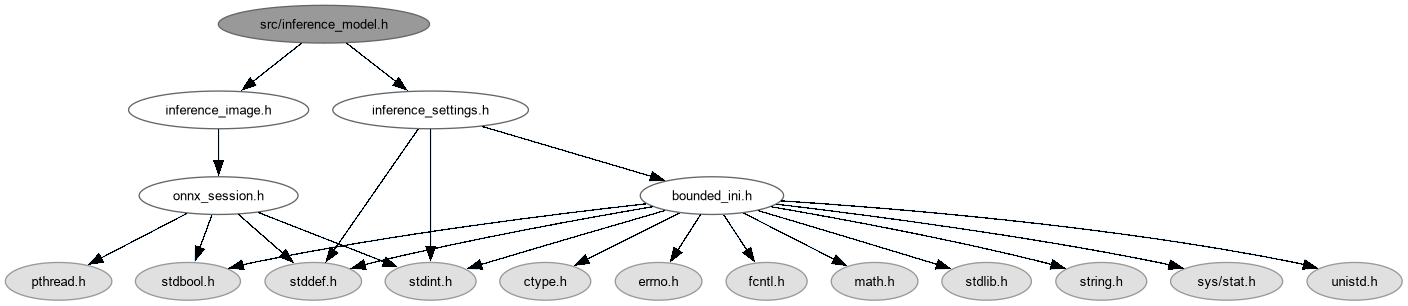 src/inference_model.h
inference_image.h
inference_settings.h
onnx_session.h
bounded_ini.h
pthread.h
stdbool.h
stddef.h
stdint.h
ctype.h
errno.h
fcntl.h
math.h
stdlib.h
string.h
sys/stat.h
unistd.h